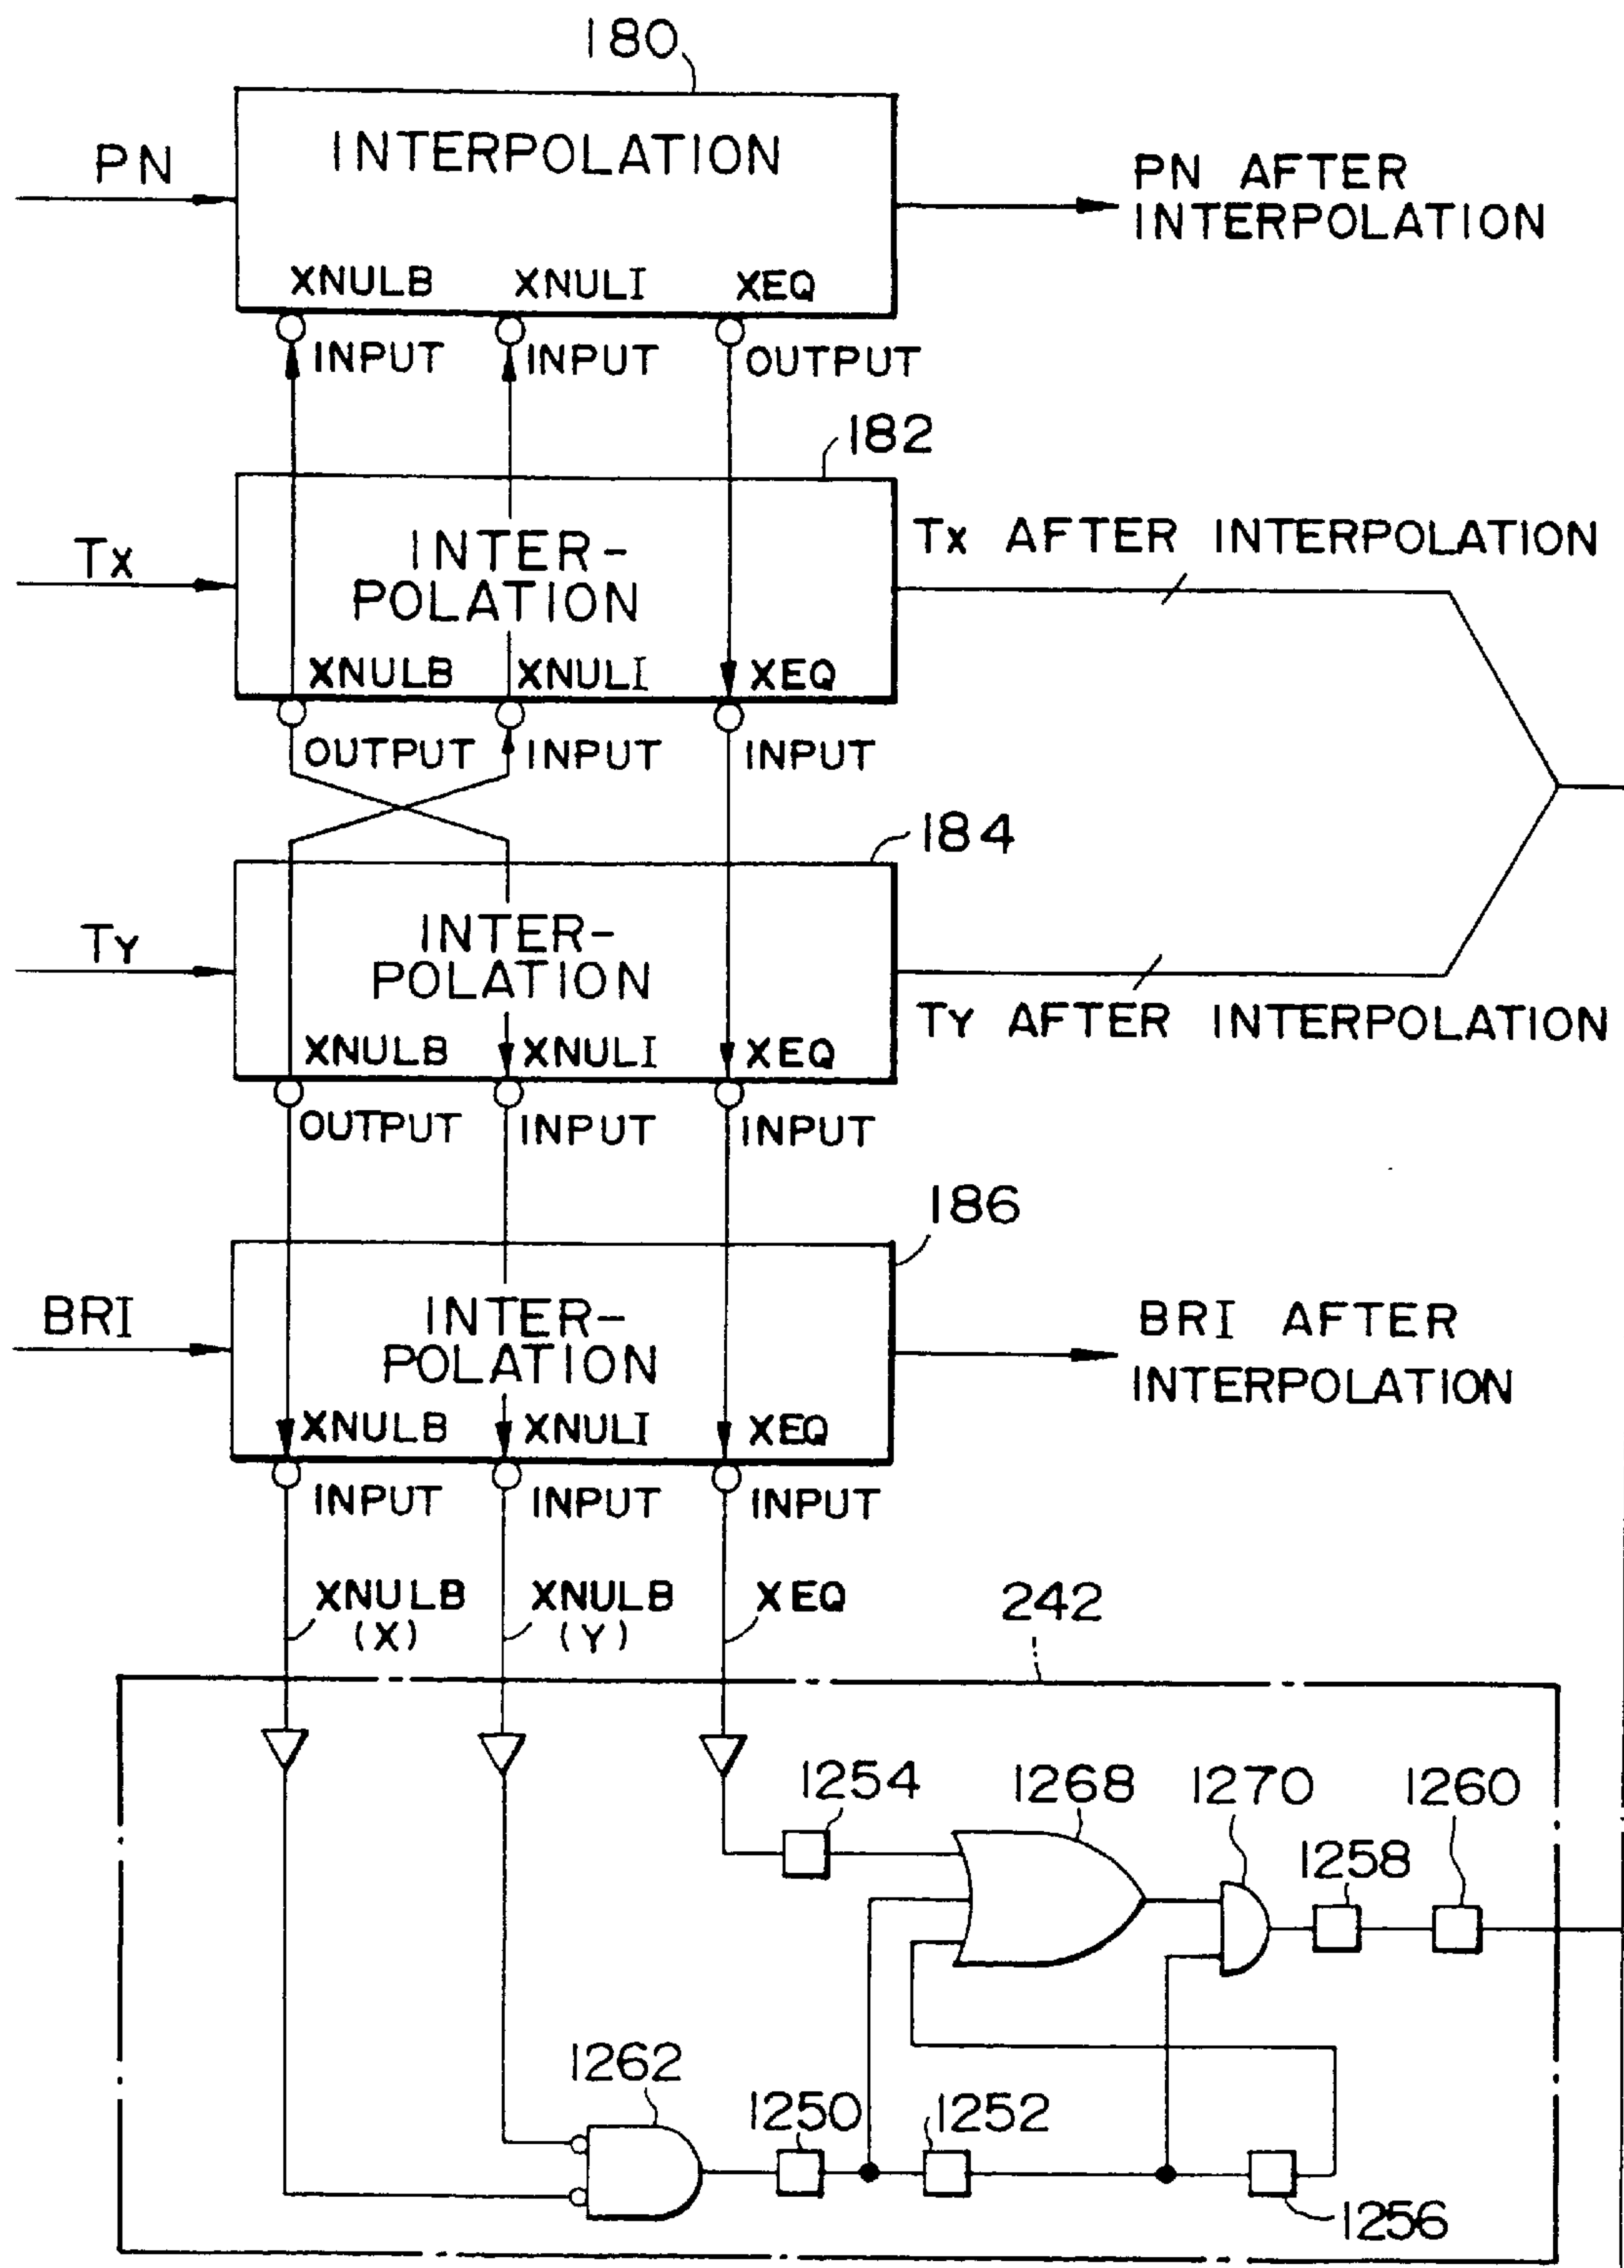 180
INTERPOLATION
PN
PN AFTER
INTERPOLATION
XNULB XNULI XEQ
INPUT INPUT OUTPUT
182
TX
INTER-
POLATION
TX AFTER INTERPOLATION
XNULB XNULI XEQ
OUTPUT INPUT INPUT
184
TY
INTER-
POLATION
TY AFTER INTERPOLATION
XNULB XNULI XEQ
OUTPUT INPUT INPUT
186
BRI
INTER-
POLATION
BRI AFTER
INTERPOLATION
XNULB XNULI XEQ
INPUT INPUT INPUT
XNULB
(X)
XNULB
(Y)
XEQ
242
1254
1268
1270
1258
1260
1262
1250
1252
1256